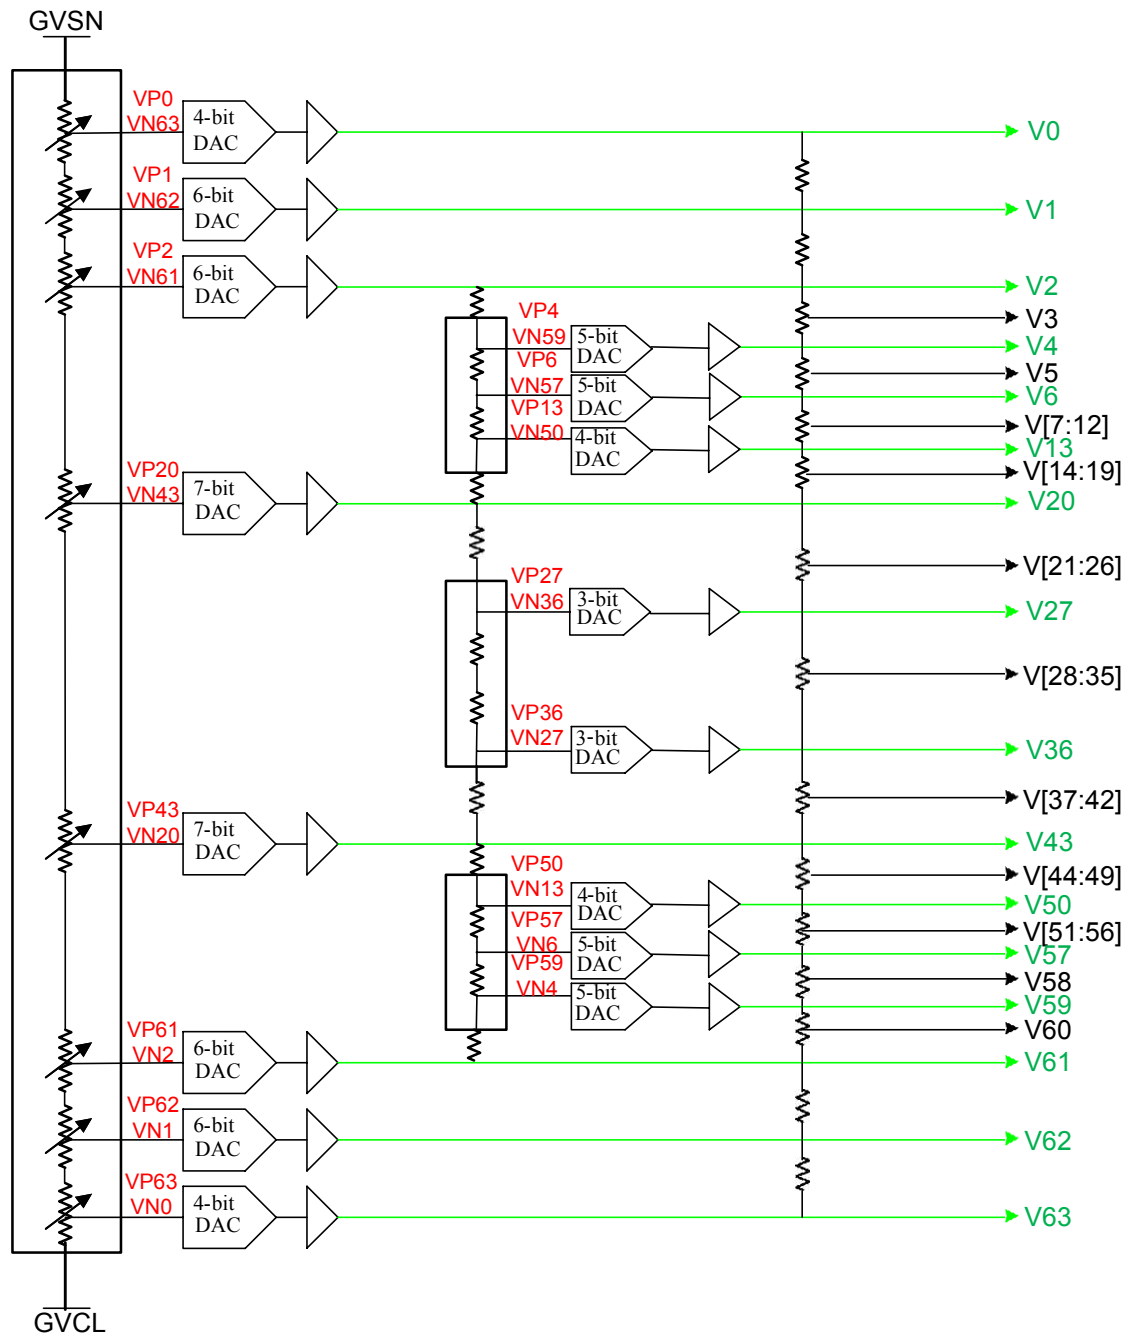 GVSN
VP0
VN63
4-bit
DAC
V0
VP1
VN62
6-bit
DAC
V1
VP2
VN61
6-bit
DAC
V2
V3
VP4
VN59
5-bit
DAC
V4
V5
VP6
VN57
5-bit
DAC
V6
V[7:12]
VP13
VN50
4-bit
DAC
V13
V[14:19]
VP20
VN43
7-bit
DAC
V20
V[21:26]
VP27
VN36
3-bit
DAC
V27
V[28:35]
VP36
VN27
3-bit
DAC
V36
V[37:42]
VP43
VN20
7-bit
DAC
V43
V[44:49]
VP50
VN13
4-bit
DAC
V50
V[51:56]
VP57
VN6
5-bit
DAC
V57
V58
VP59
VN4
5-bit
DAC
V59
V60
VP61
VN2
6-bit
DAC
V61
VP62
VN1
6-bit
DAC
V62
VP63
VN0
4-bit
DAC
V63
GVCL